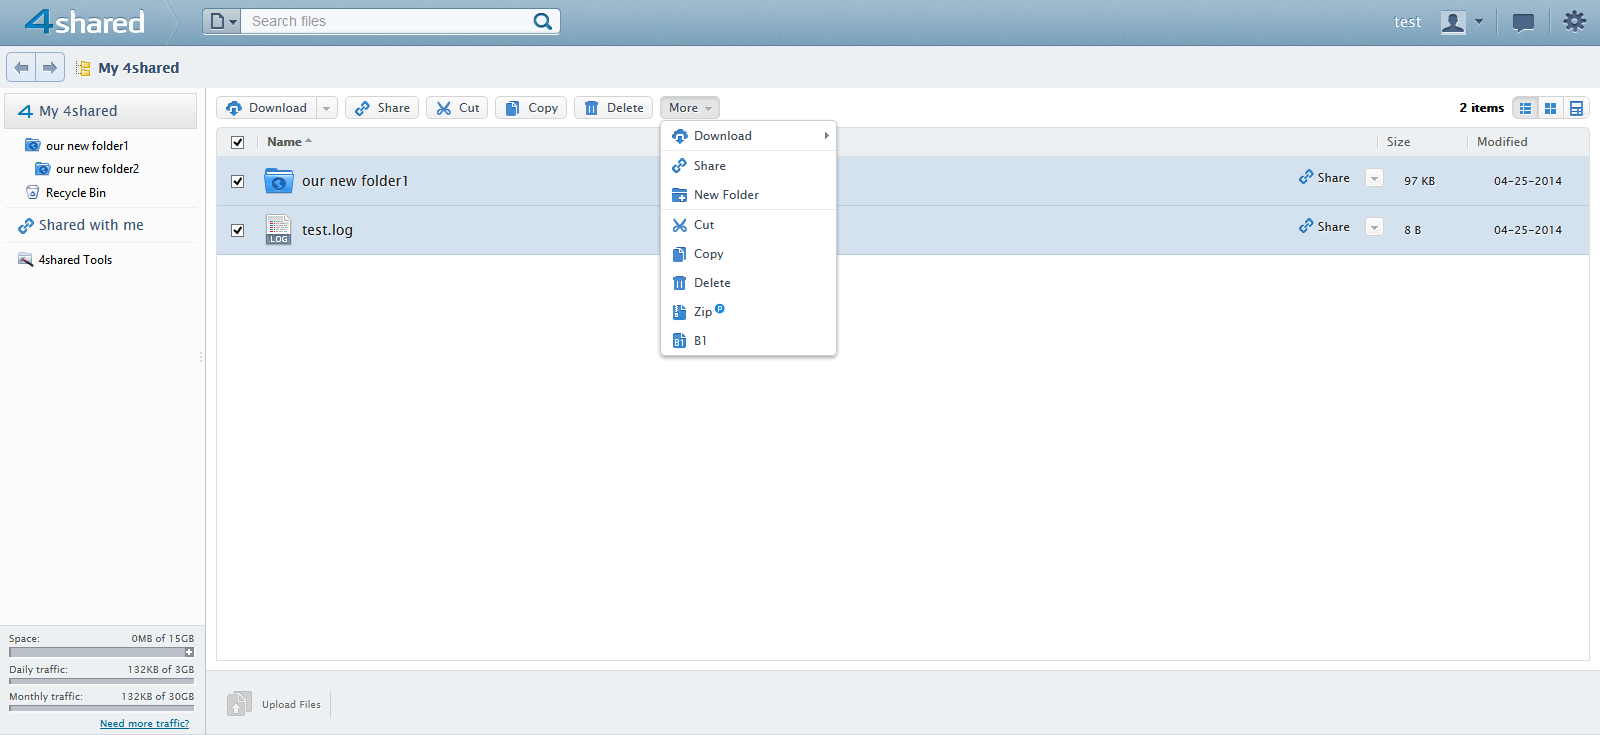 4shared
Search files
test
My 4shared
My 4shared
our new folder1
our new folder2
Recycle Bin
Shared with me
4shared Tools
Download Share Cut Copy Delete More
2 items
Name Size Modified
our new folder1 Share 97 KB 04-25-2014
LOG test.log Share 8 B 04-25-2014
Download
Share
New Folder
Cut
Copy
Delete
Zip P
B1 B1
Space: 0MB of 15GB
Daily traffic: 132KB of 3GB
Monthly traffic: 132KB of 30GB
Need more traffic?
Upload Files